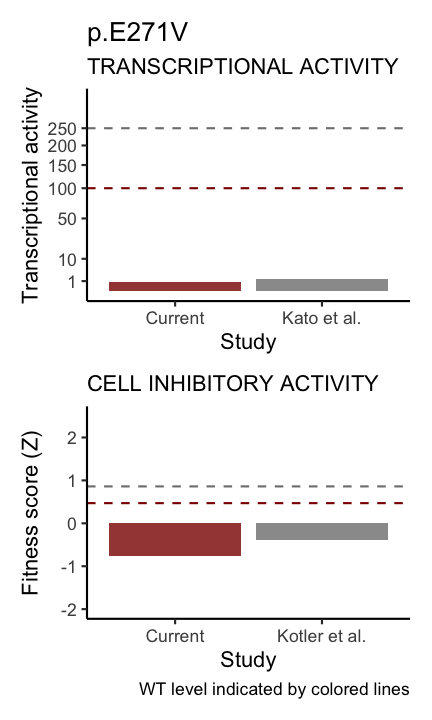 p.E271V
TRANSCRIPTIONAL ACTIVITY
Transcriptional activity
250
200
150
100
50
10
1
Current
Kato et al.
Study
CELL INHIBITORY ACTIVITY
Fitness score (Z)
2
1
0
-1
-2
Current
Kotler et al.
Study
WT level indicated by colored lines